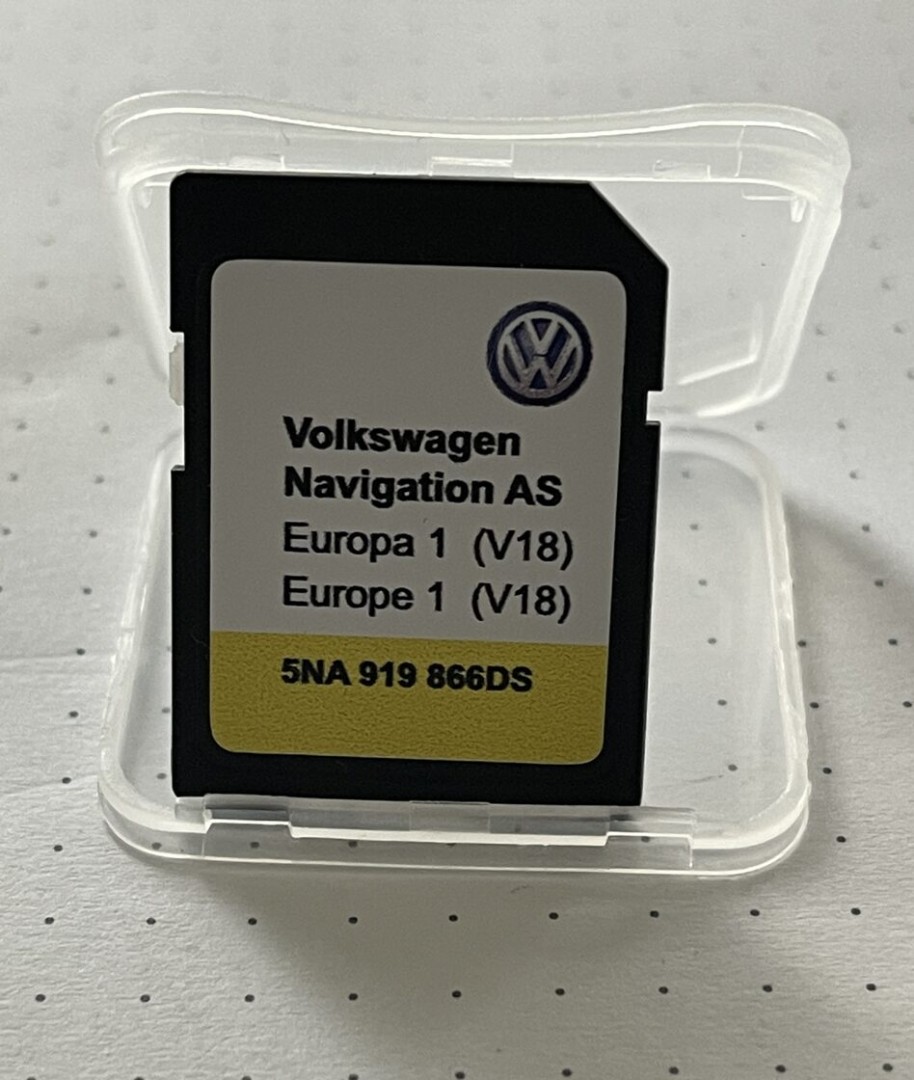 Volkswagen
Navigation AS
Europa 1 (V18)
Europe 1 (V18)
5NA 919 866DS